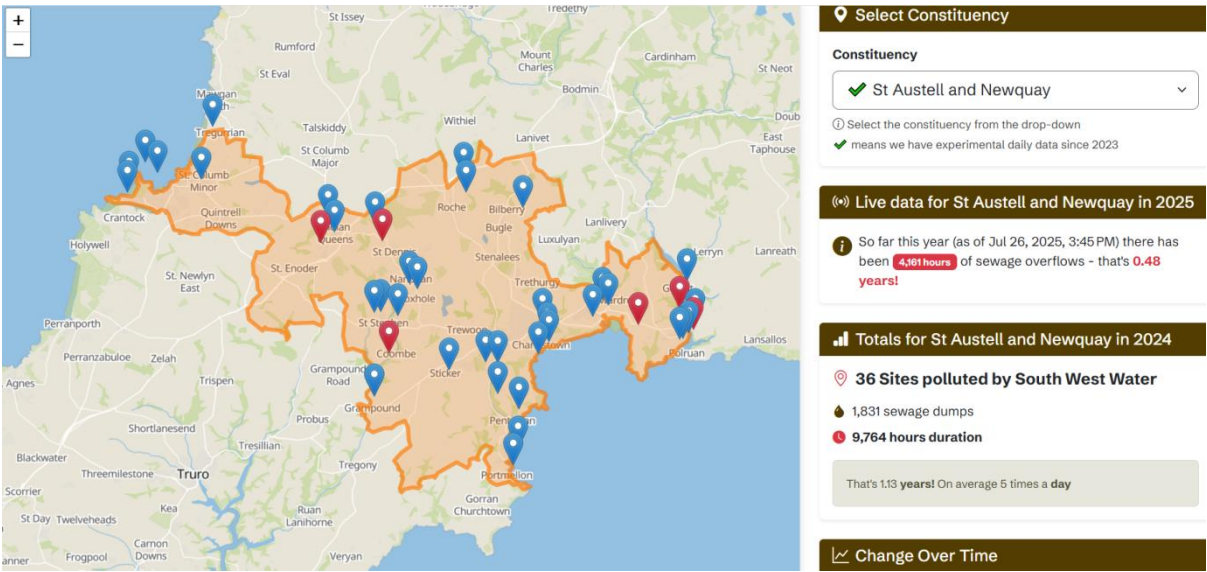 +
−
St Issey
Tredethy
Rumford
St Eval
Mount
Charles
Cardinham
St Neot
Bodmin
Mawgan
Tregurrian
Talskiddy
Withiel
Lanivet
Doub
East
Taphouse
St Columb
Major
St. Columb
Minor
Crantock
Quintrell
Downs
Roche
Bilberry
Bugle
Lanlivery
Luxulyan
Queens
Holywell
St. Enoder
St Dennis
Stenalees
Lerryn
Lanreath
St. Newlyn
East
Trethurgy
Perranporth
St Stephen
Trewoon
Charlestown
Perranzabuloe
Zelah
Coombe
Polruan
Lansallos
Agnes
Trispen
Grampound
Road
Sticker
Grampound
Shortlanesend
Probus
Pentewan
Tresillian
Blackwater
Threemilestone
Truro
Tregony
Portmellon
Scorrier
Kea
Gorran
Churchtown
St Day
Twelveheads
Ruan
Lanihorne
Carnon
Downs
Frogpool
Veryan
anner
Select Constituency
Constituency
St Austell and Newquay
Select the constituency from the drop-down
means we have experimental daily data since 2023
Live data for St Austell and Newquay in 2025
So far this year (as of Jul 26, 2025, 3:45 PM) there has
been 4,161 hours of sewage overflows - that's 0.48
years!
Totals for St Austell and Newquay in 2024
36 Sites polluted by South West Water
1,831 sewage dumps
9,764 hours duration
That's 1.13 years! On average 5 times a day
Change Over Time